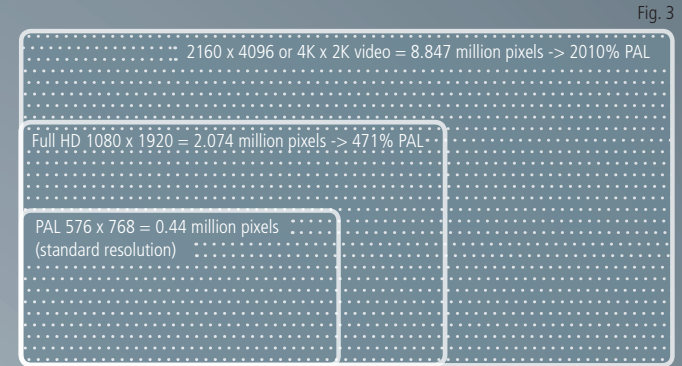 Fig. 3
2160 x 4096 or 4K x 2K video = 8.847 million pixels -> 2010% PAL
Full HD 1080 x 1920 = 2.074 million pixels -> 471% PAL
PAL 576 x 768 = 0.44 million pixels
(standard resolution)